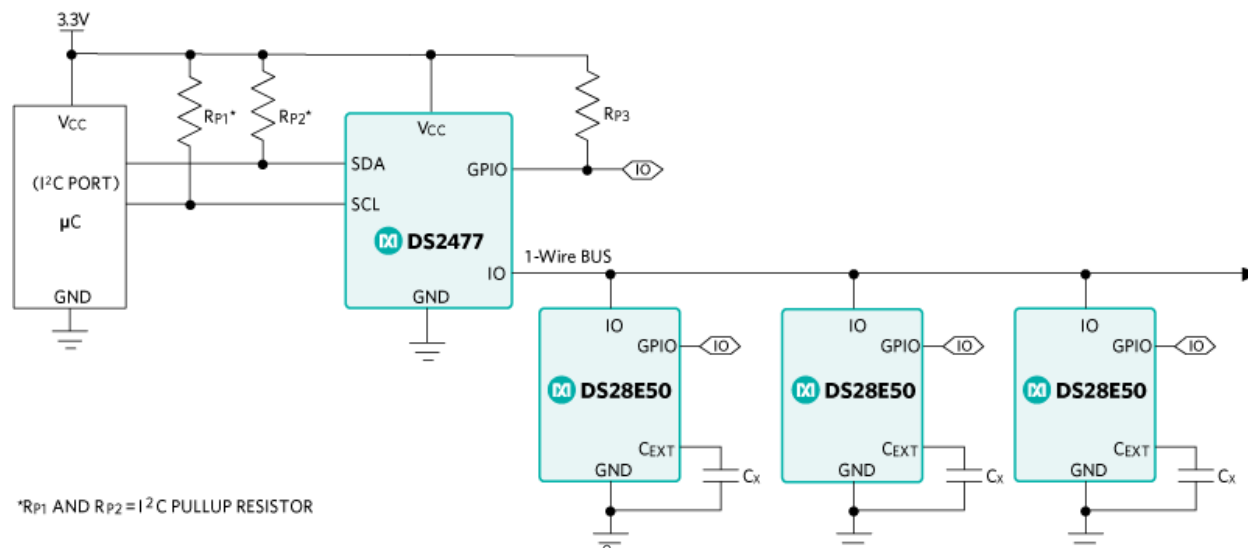 3.3V
VCC
(I²C PORT)
µC
GND
RP1*
RP2*
VCC
SDA
SCL
GPIO
DS2477
IO
GND
RP3
IO
1-Wire BUS
IO
GPIO
IO
DS28E50
CEXT
GND
CX
IO
GPIO
IO
DS28E50
CEXT
GND
CX
IO
GPIO
IO
DS28E50
CEXT
GND
CX
*RP1 AND RP2 = I²C PULLUP RESISTOR